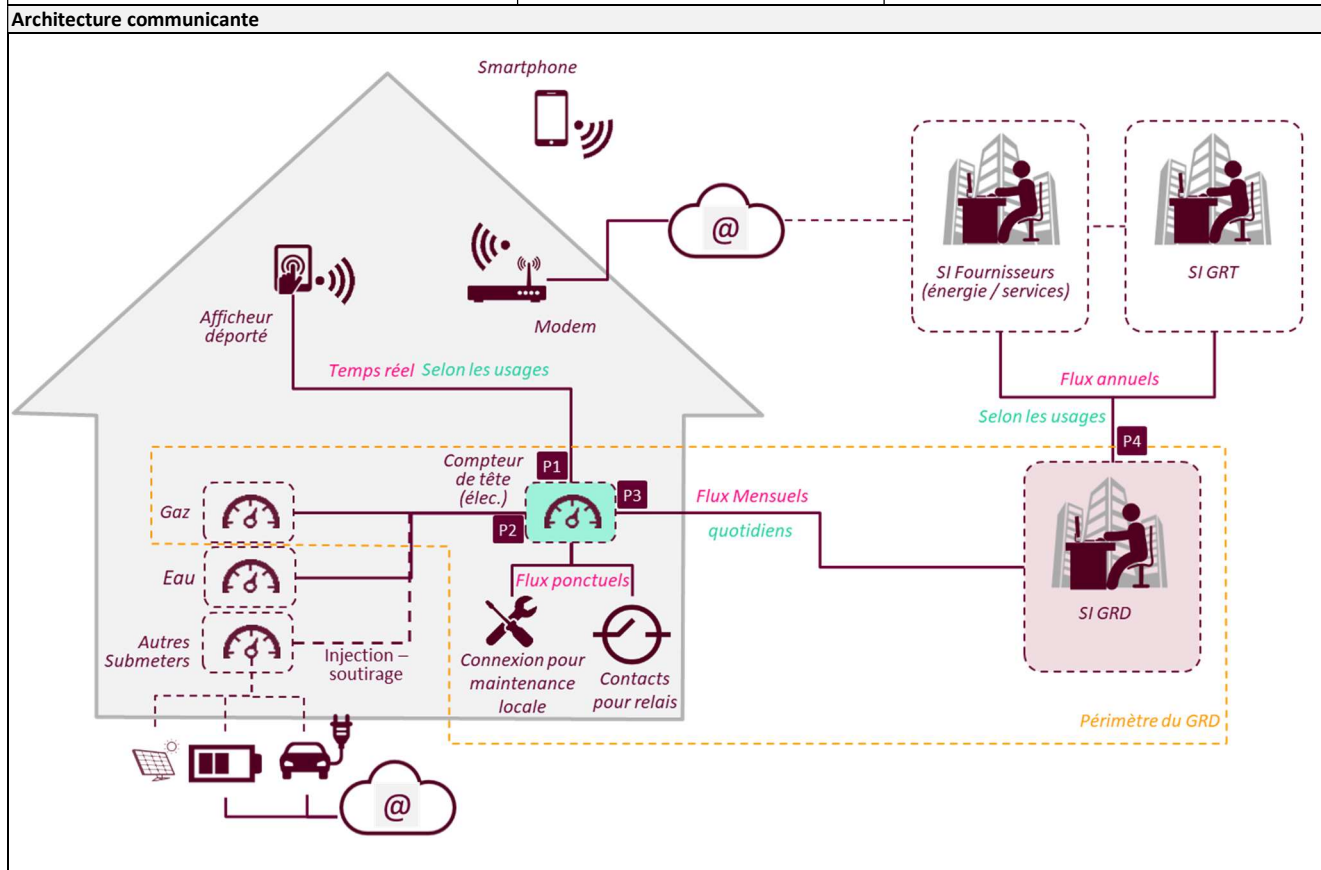 Architecture communicante
Smartphone
@
SI Fournisseurs
(énergie / services)
SI GRT
Afficheur
déporté
Modem
Temps réel Selon les usages
Flux annuels
Selon les usages
P4
Compteur
de tête
(élec.)
P1
P3
P2
Flux Mensuels
quotidiens
Gaz
Eau
Flux ponctuels
SI GRD
Autres
Submeters
Injection –
soutirage
Connexion pour
maintenance
locale
Contacts
pour relais
Périmètre du GRD
@